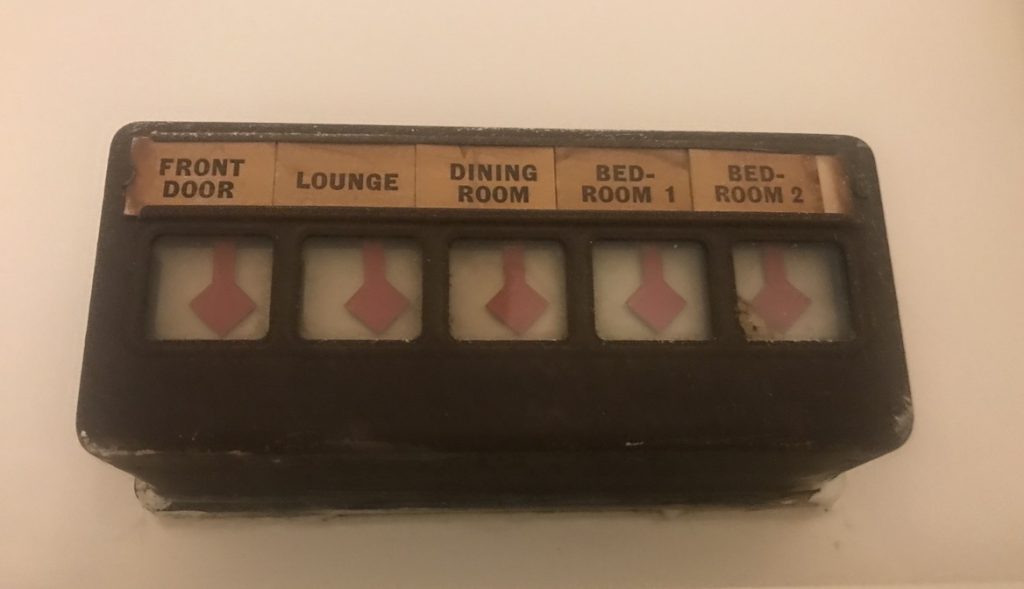 FRONT
DOOR
LOUNGE
DINING
ROOM
BED-
ROOM 1
BED-
ROOM 2